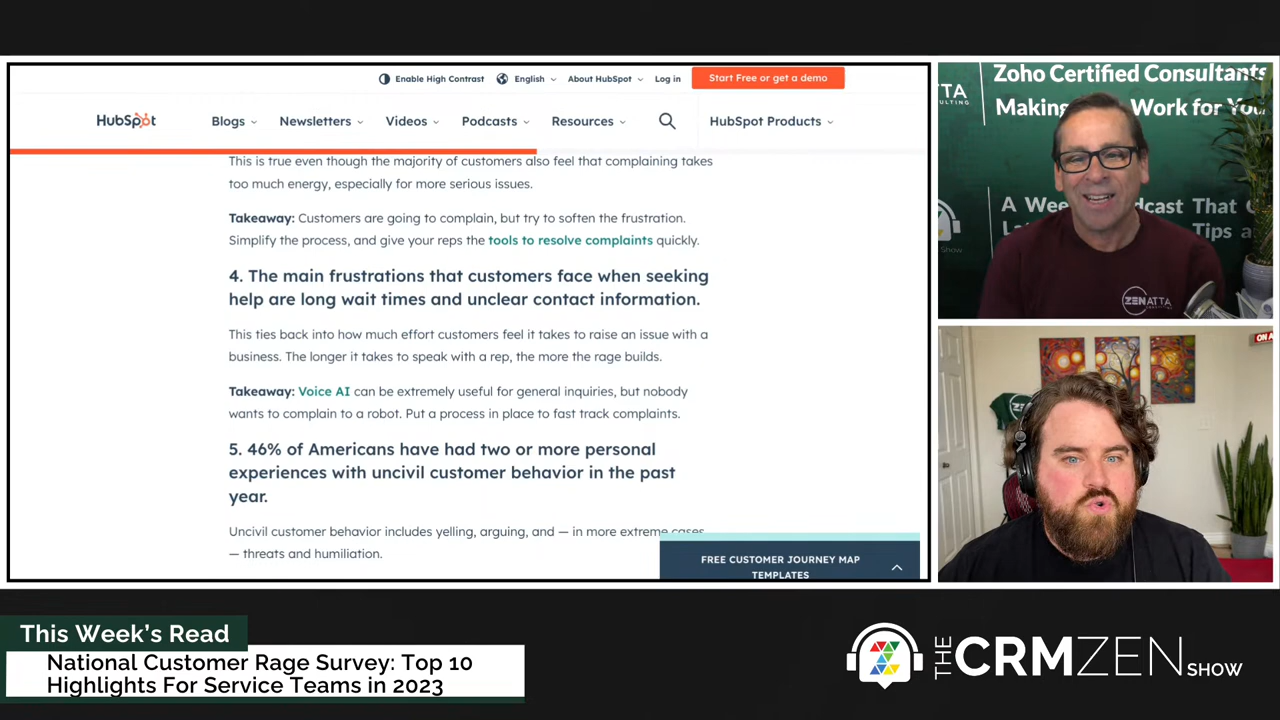 Enable High Contrast English About HubSpot Log in Start Free or get a demo
HubSpot Blogs Newsletters Videos Podcasts Resources HubSpot Products
This is true even though the majority of customers also feel that complaining takes
too much energy, especially for more serious issues.
Takeaway: Customers are going to complain, but try to soften the frustration.
Simplify the process, and give your reps the tools to resolve complaints quickly.
4. The main frustrations that customers face when seeking
help are long wait times and unclear contact information.
This ties back into how much effort customers feel it takes to raise an issue with a
business. The longer it takes to speak with a rep, the more the rage builds.
Takeaway: Voice AI can be extremely useful for general inquiries, but nobody
wants to complain to a robot. Put a process in place to fast track complaints.
5. 46% of Americans have had two or more personal
experiences with uncivil customer behavior in the past
year.
Uncivil customer behavior includes yelling, arguing, and — in more extreme cases
— threats and humiliation.
FREE CUSTOMER JOURNEY MAP
TEMPLATES
Zoho Certified Consultants
Making Work for You
A Wee dcast That
Tips a
ZENATTA
ON A
This Week's Read
National Customer Rage Survey: Top 10
Highlights For Service Teams in 2023
THE CRMZEN SHOW